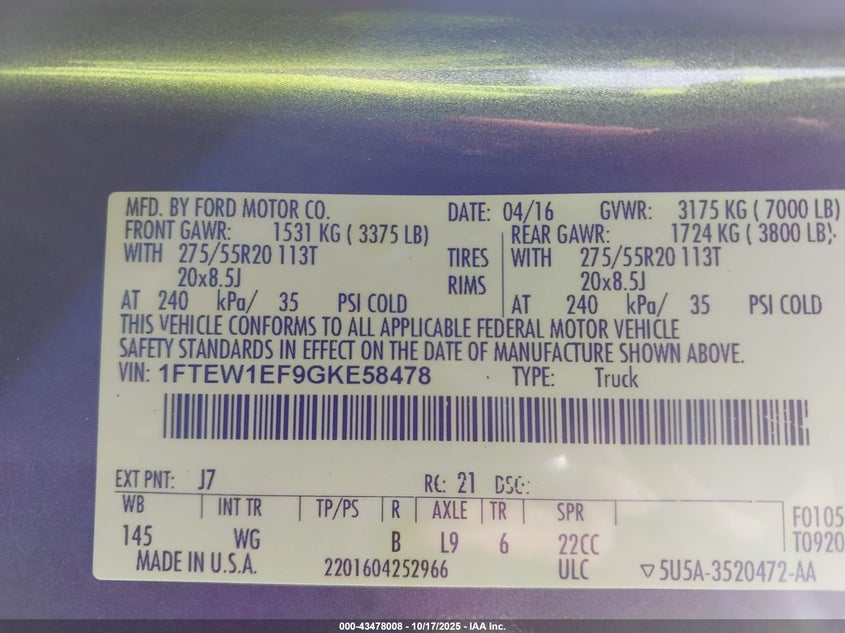 MFD. BY FORD MOTOR CO. DATE: 04/16 GVWR: 3175 KG ( 7000 LB)
FRONT GAWR: 1531 KG ( 3375 LB) REAR GAWR: 1724 KG ( 3800 LB)
WITH 275/55R20 113T TIRES WITH 275/55R20 113T
20x8.5J RIMS 20x8.5J
AT 240 kPa/ 35 PSI COLD AT 240 kPa/ 35 PSI COLD
THIS VEHICLE CONFORMS TO ALL APPLICABLE FEDERAL MOTOR VEHICLE
SAFETY STANDARDS IN EFFECT ON THE DATE OF MANUFACTURE SHOWN ABOVE.
VIN: 1FTEW1EF9GKE58478 TYPE: Truck
EXT PNT: J7 RC: 21 DSO:
WB INT TR TP/PS R AXLE TR SPR F0105
145 WG B L9 6 22CC T0920
MADE IN U.S.A. 2201604252966 ULC ▽5U5A-3520472-AA
000-43478008 - 10/17/2025 - IAA Inc.